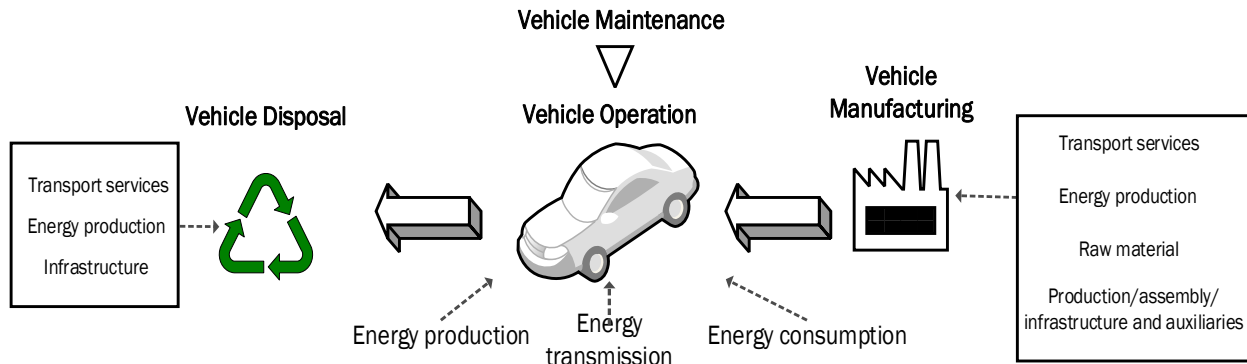 Vehicle Maintenance
Vehicle Disposal
Transport services
Energy production
Infrastructure
Vehicle Operation
Energy production
Energy
transmission
Energy consumption
Vehicle
Manufacturing
Transport services
Energy production
Raw material
Production/assembly/
infrastructure and auxiliaries